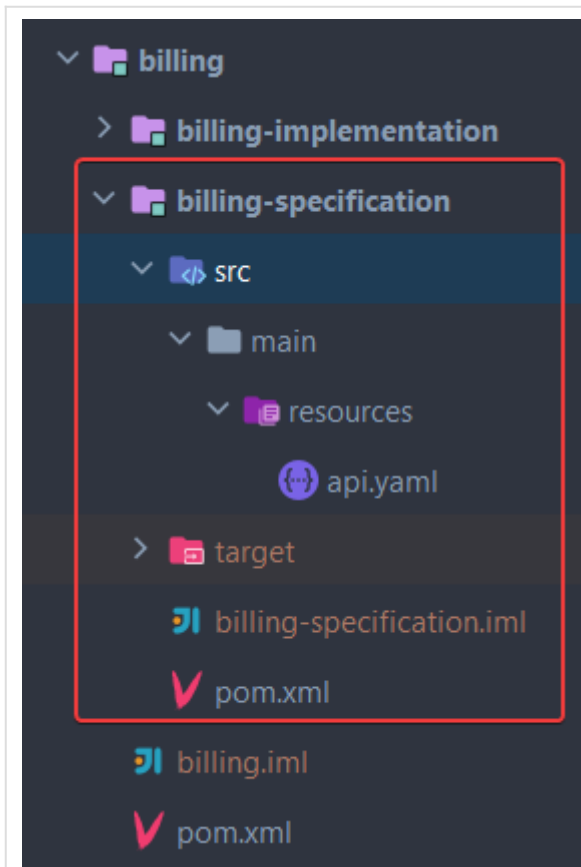 billing
billing-implementation
billing-specification
src
main
resources
api.yaml
target
billing-specification.iml
pom.xml
billing.iml
pom.xml